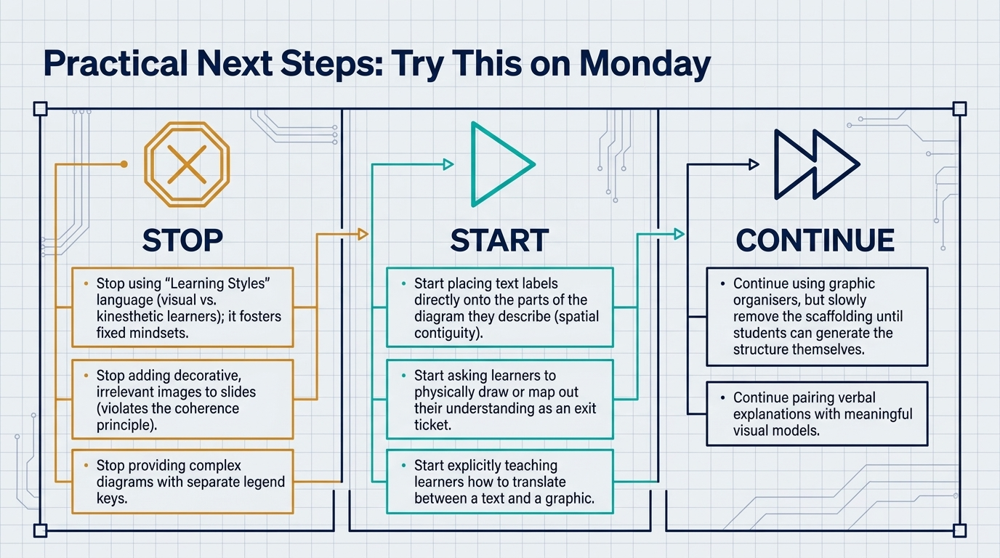 Practical Next Steps: Try This on Monday
STOP
• Stop using “Learning Styles”
language (visual vs.
kinesthetic learners); it fosters
fixed mindsets.
• Stop adding decorative,
irrelevant images to slides
(violates the coherence
principle).
• Stop providing complex
diagrams with separate legend
keys.
START
• Start placing text labels
directly onto the parts of the
diagram they describe (spatial
contiguity).
• Start asking learners to
physically draw or map out
their understanding as an exit
ticket.
• Start explicitly teaching
learners how to translate
between a text and a graphic.
CONTINUE
• Continue using graphic
organisers, but slowly
remove the scaffolding until
students can generate the
structure themselves.
• Continue pairing verbal
explanations with meaningful
visual models.